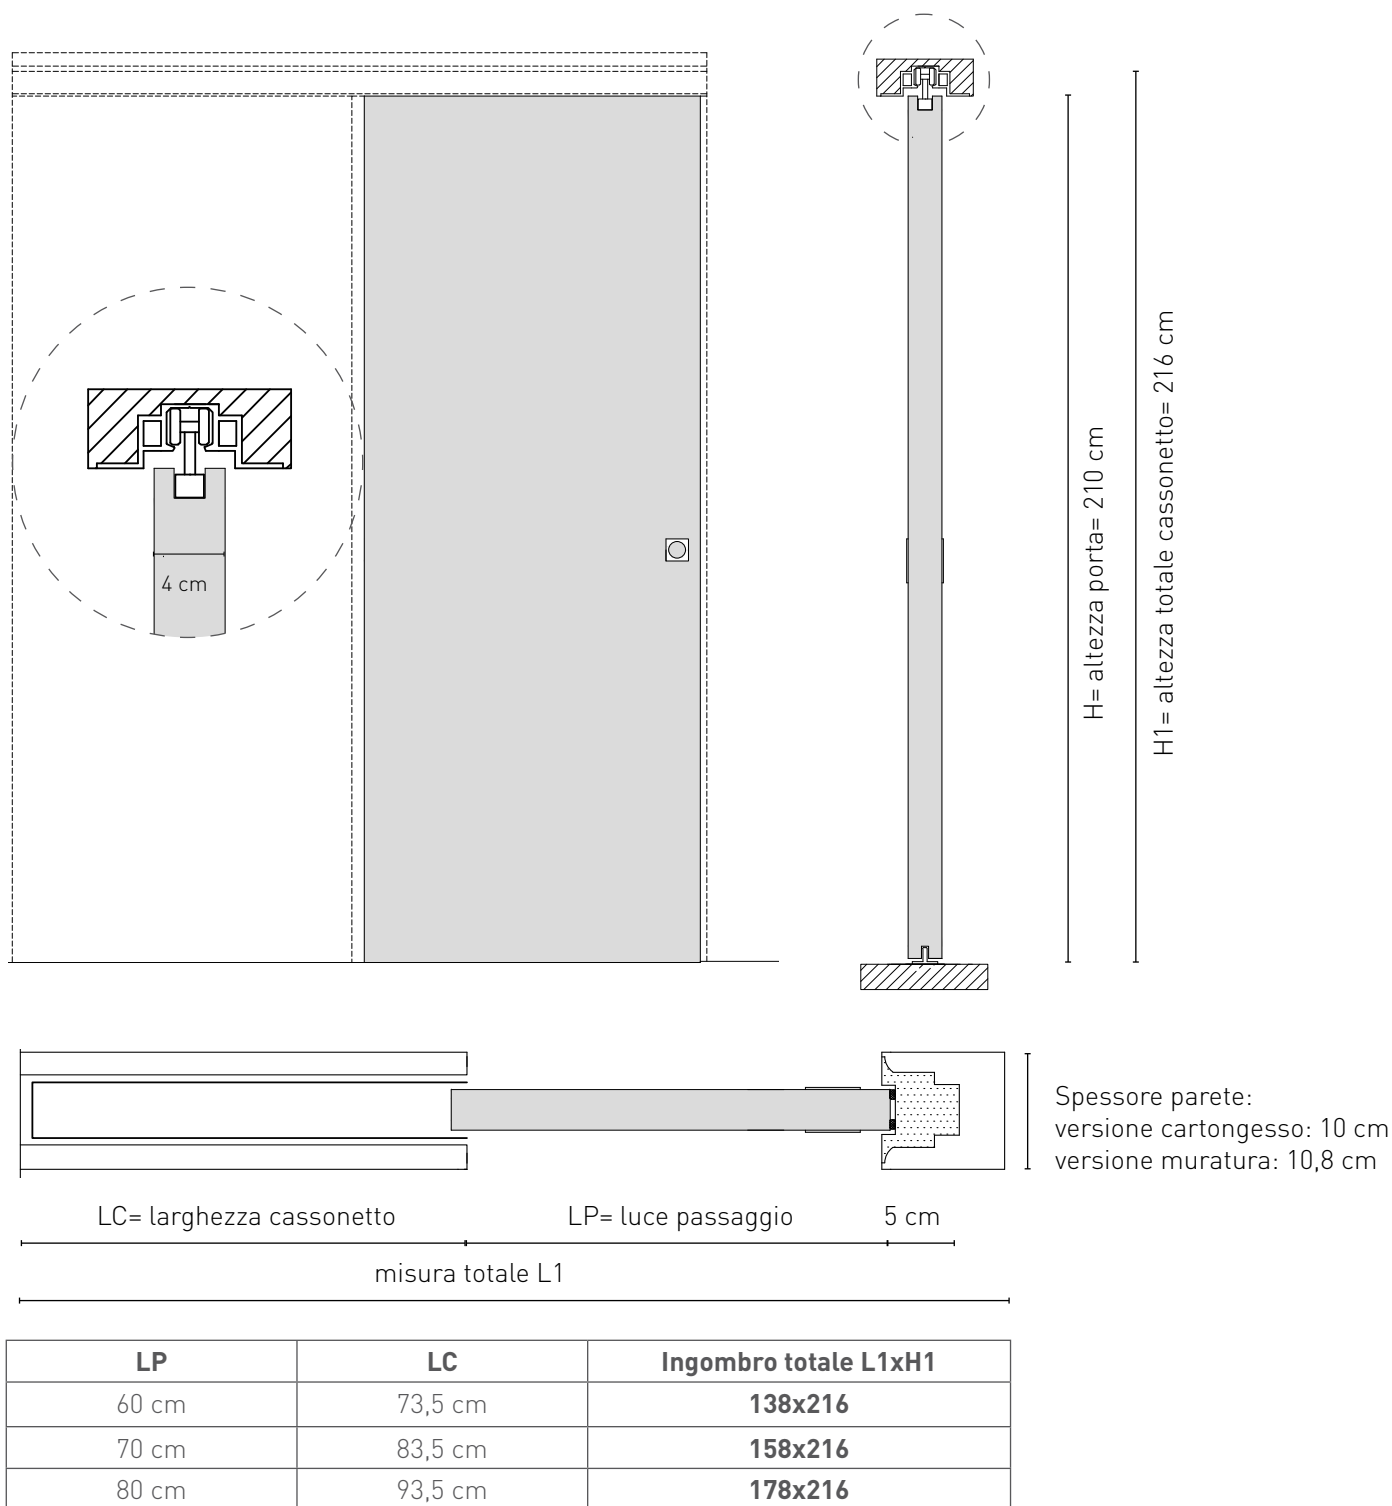 4 cm
H= altezza porta= 210 cm
H1= altezza totale cassonetto= 216 cm
Spessore parete:
versione cartongesso: 10 cm
versione muratura: 10,8 cm
LC= larghezza cassonetto
LP= luce passaggio
5 cm
misura totale L1
LP LC Ingombro totale L1xH1
60 cm 73,5 cm 138x216
70 cm 83,5 cm 158x216
80 cm 93,5 cm 178x216